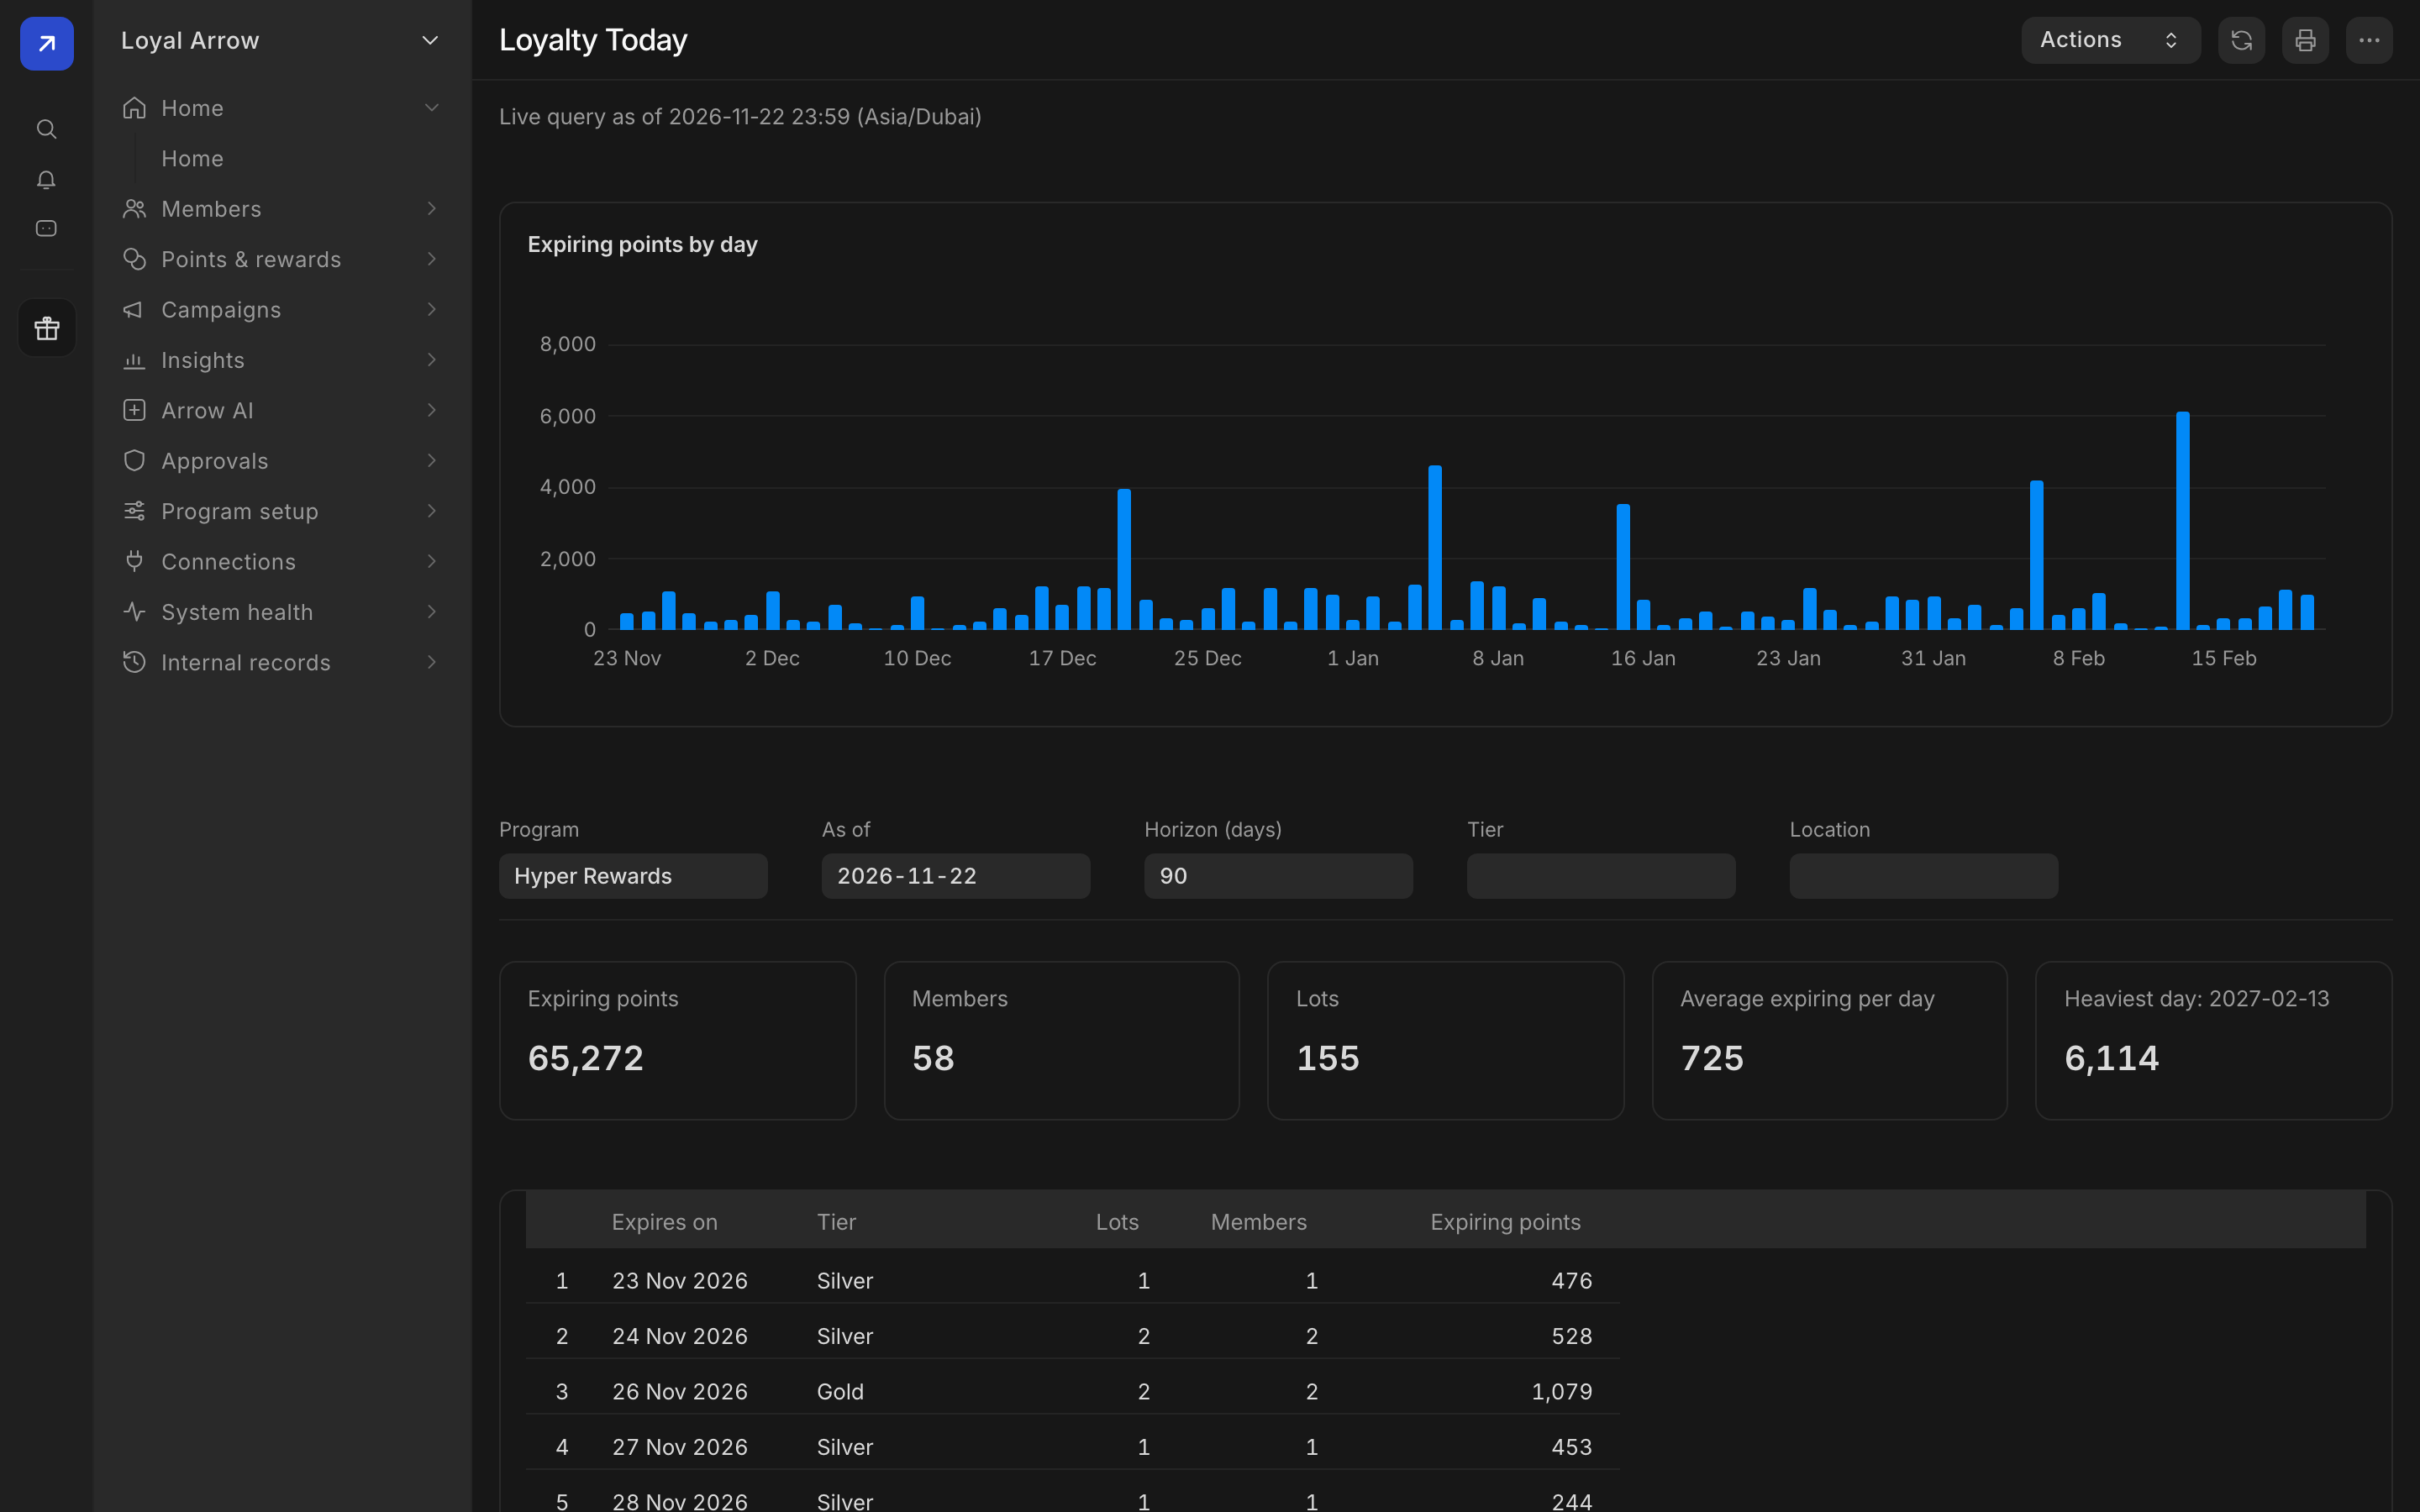 Loyal Arrow
Home
Home
Members
Points & rewards
Campaigns
Insights
Arrow AI
Approvals
Program setup
Connections
System health
Internal records
Loyalty Today
Actions
Live query as of 2026-11-22 23:59 (Asia/Dubai)
Expiring points by day
8,000
6,000
4,000
2,000
0
23 Nov 2 Dec 10 Dec 17 Dec 25 Dec 1 Jan 8 Jan 16 Jan 23 Jan 31 Jan 8 Feb 15 Feb
Program As of Horizon (days) Tier Location
Hyper Rewards 2026-11-22 90
Expiring points Members Lots Average expiring per day Heaviest day: 2027-02-13
65,272 58 155 725 6,114
Expires on Tier Lots Members Expiring points
1 23 Nov 2026 Silver 1 1 476
2 24 Nov 2026 Silver 2 2 528
3 26 Nov 2026 Gold 2 2 1,079
4 27 Nov 2026 Silver 1 1 453
5 28 Nov 2026 Silver 1 1 244